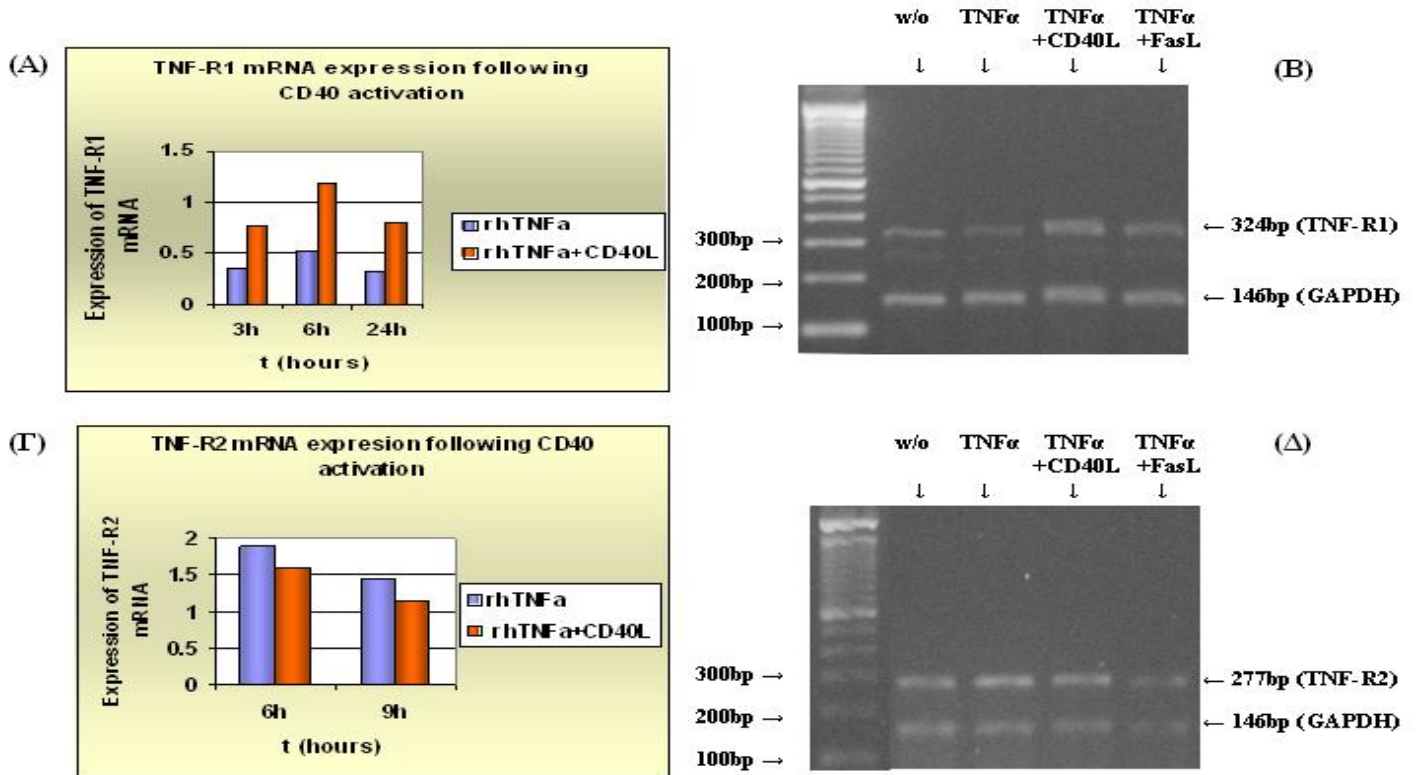 (A)
TNF-R1 mRNA expression following
CD40 activation
Expression of TNF-R1
mRNA
1.5
1
0.5
0
3h 6h 24h
t (hours)
rhTNFa
rhTNFa+CD40L
w/o TNFα TNFα TNFα
+CD40L +FasL
↓ ↓ ↓ ↓
(B)
300bp →
200bp →
100bp →
← 324bp (TNF-R1)
← 146bp (GAPDH)
(Γ)
TNF-R2 mRNA expresion following CD40
activation
Expression of TNF-R2
mRNA
2
1.5
1
0.5
0
6h 9h
t (hours)
rhTNFa
rhTNFa+CD40L
w/o TNFα TNFα TNFα
+CD40L +FasL
↓ ↓ ↓ ↓
(Δ)
300bp →
200bp →
100bp →
← 277bp (TNF-R2)
← 146bp (GAPDH)